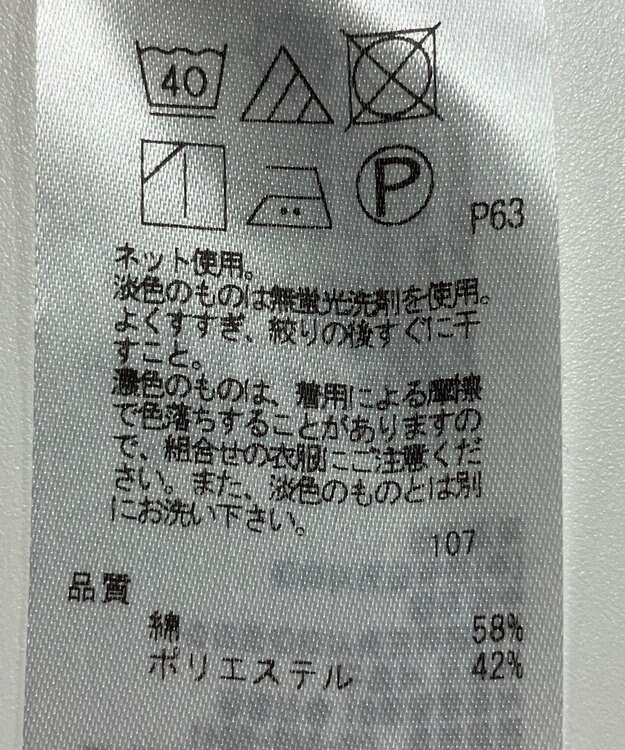 40
P
P63
ネット使用。
淡色のものは無蛍光洗剤を使用。
よくすすぎ、絞りの後すぐに干
すこと。
濃色のものは、着用による摩擦
で色落ちすることがありますの
で、組合せの衣服にご注意くだ
さい。また、淡色のものとは別
にお洗い下さい。
107
品質
綿 58%
ポリエステル 42%